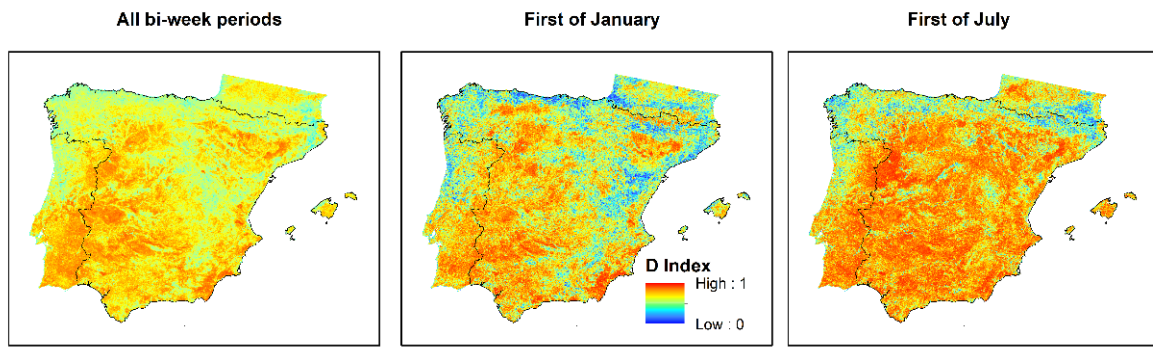 All bi-week periods
First of January
First of July
D Index
High : 1
Low : 0